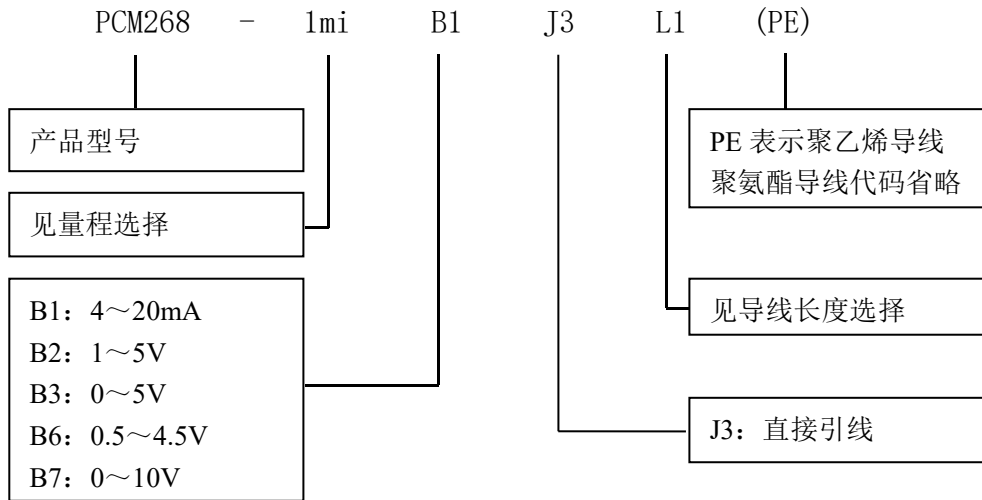 PCM268 - 1mi B1 J3 L1 (PE)
产品型号
见量程选择
B1：4～20mA
B2：1～5V
B3：0～5V
B6：0.5～4.5V
B7：0～10V
PE 表示聚乙烯导线
聚氨酯导线代码省略
见导线长度选择
J3：直接引线